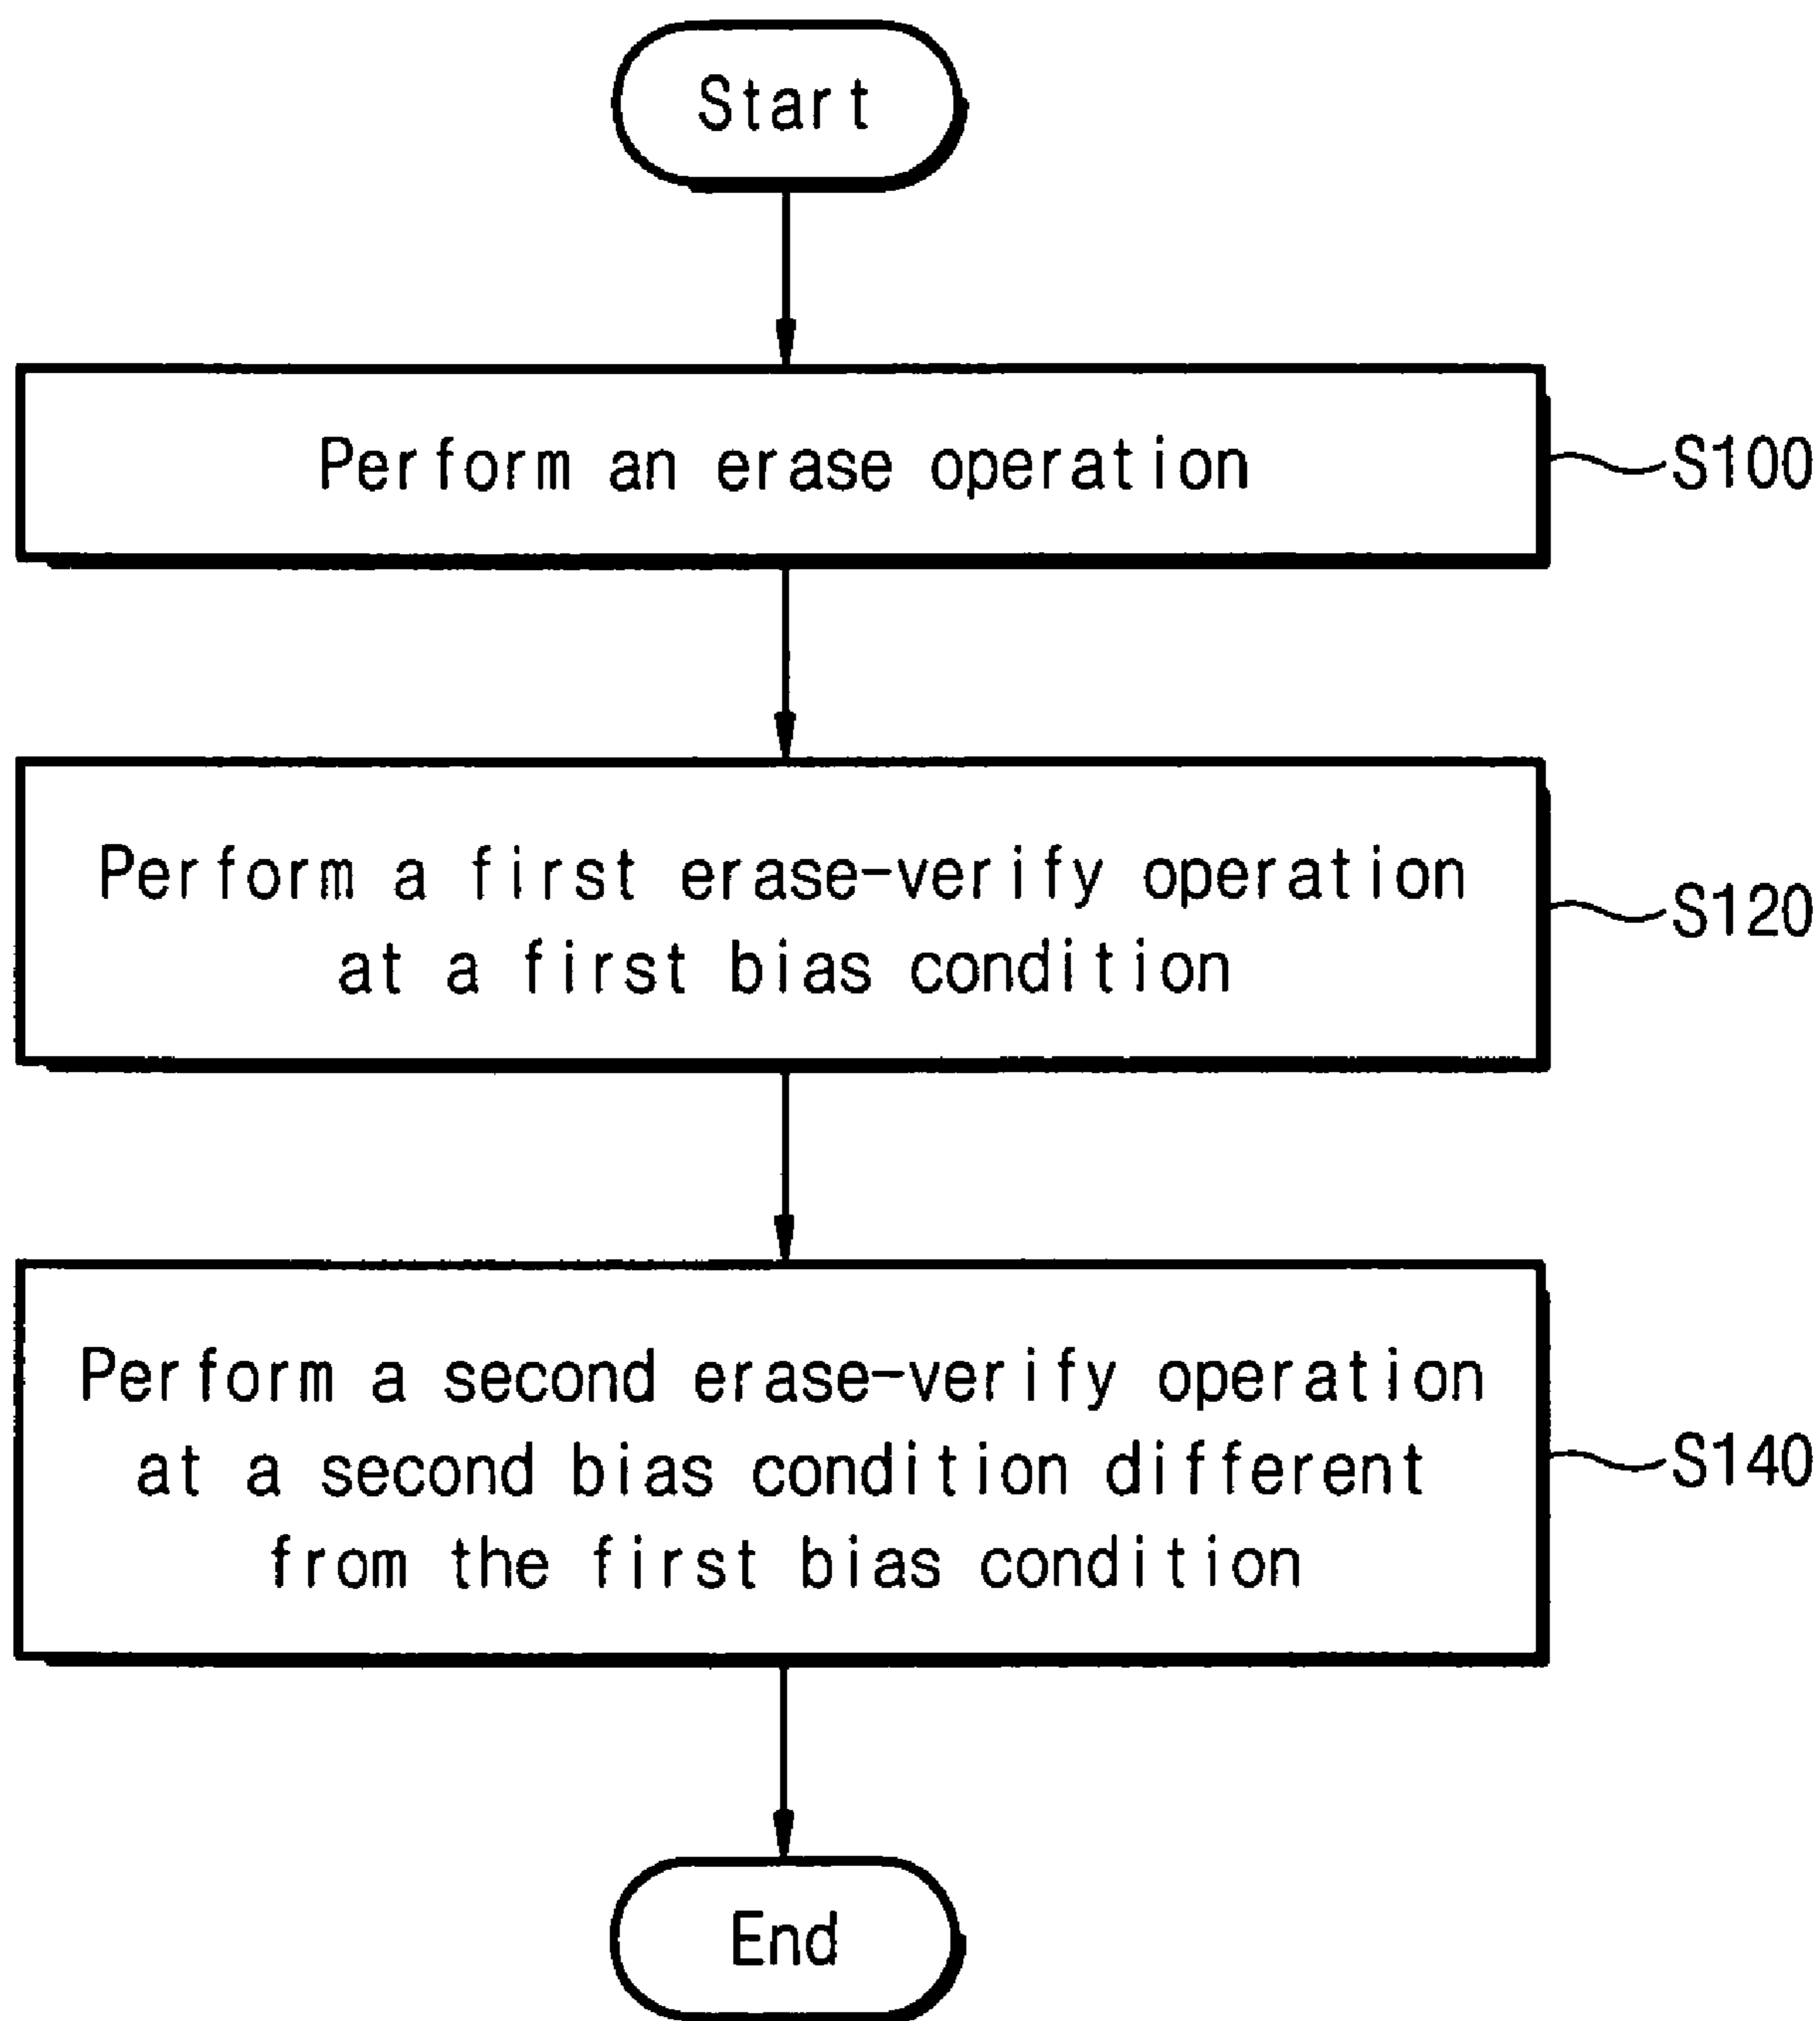 Start
Perform an erase operation
S100
Perform a first erase-verify operation
at a first bias condition
S120
Perform a second erase-verify operation
at a second bias condition different
from the first bias condition
S140
End